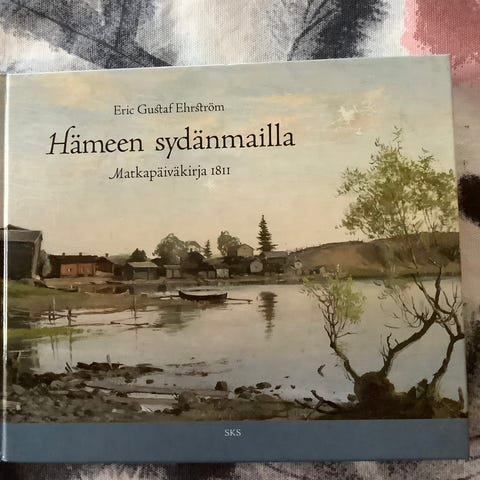 Eric Gustaf Ehrström
Hämeen sydänmailla
Matkapäiväkirja 1811
SKS